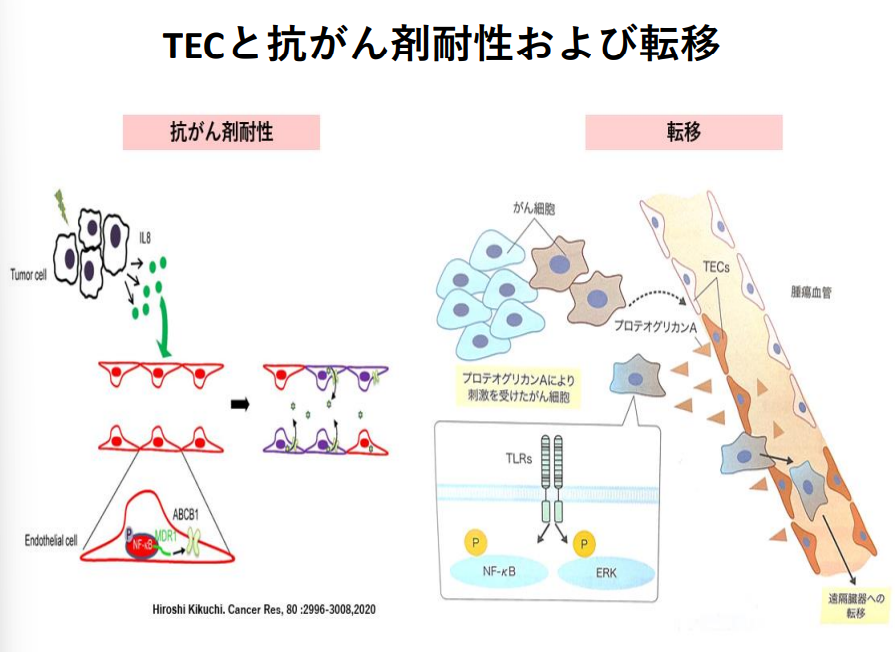 TECと抗がん剤耐性および転移
抗がん剤耐性
Tumor cell
IL8
Endothelial cell
P
NF-κB
MDR1
ABCB1
Hiroshi Kikuchi. Cancer Res, 80 :2996-3008,2020
転移
がん細胞
TECs
腫瘍血管
プロテオグリカンA
プロテオグリカンAにより
刺激を受けたがん細胞
TLRs
P
P
NF-κB
ERK
遠隔臓器への
転移